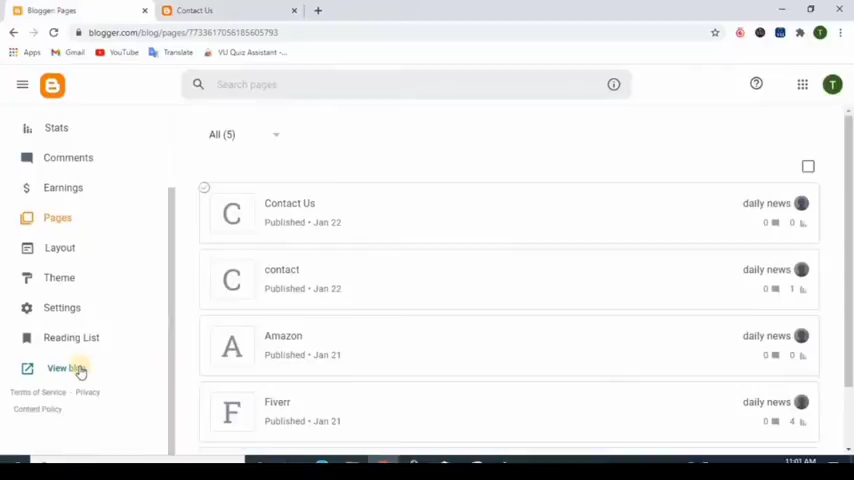 Blogger: Pages
Contact Us
blogger.com/blog/pages/7733617056185605793
T
Apps
Gmail
YouTube
Translate
VU Quiz Assistant -...
Search pages
T
Stats
Comments
Earnings
Pages
Layout
Theme
Settings
Reading List
View blog
Terms of Service · Privacy
Content Policy
All (5)
C
Contact Us
Published • Jan 22
daily news
0 0
C
contact
Published • Jan 22
daily news
0 1
A
Amazon
Published • Jan 21
daily news
0 0
F
Fiverr
Published • Jan 21
daily news
0 4
11:01 AM